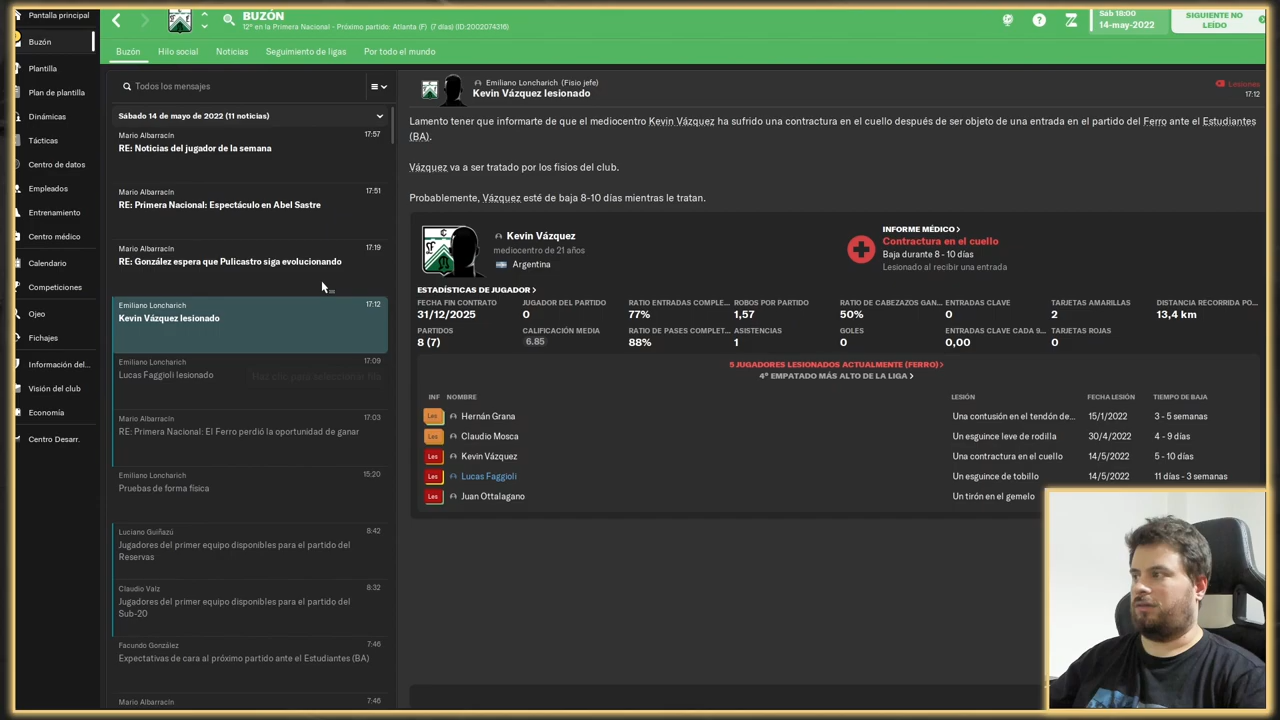 Pantalla principal
Buzón
Plantilla
Plan de plantilla
Dinámicas
Tácticas
Centro de datos
Empleados
Entrenamiento
Centro médico
Calendario
Competiciones
Ojeo
Fichajes
Información del...
Visión del club
Economía
Centro Desarr.
BUZÓN
12º en la Primera Nacional - Próximo partido: Atlanta (F) (7 días) (ID:2002074316)
Sáb 18:00
14-may-2022
SIGUIENTE NO LEÍDO
Buzón Hilo social Noticias Seguimiento de ligas Por todo el mundo
Todos los mensajes
Sábado 14 de mayo de 2022 (11 noticias)
Mario Albarracín 17:57
RE: Noticias del jugador de la semana
Mario Albarracín 17:51
RE: Primera Nacional: Espectáculo en Abel Sastre
Mario Albarracín 17:19
RE: González espera que Pulicastro siga evolucionando
Emiliano Loncharich 17:12
Kevin Vázquez lesionado
Emiliano Loncharich 17:09
Lucas Faggioli lesionado
Mario Albarracín 17:03
RE: Primera Nacional: El Ferro perdió la oportunidad de ganar
Emiliano Loncharich 15:20
Pruebas de forma física
Luciano Guiñazú 8:42
Jugadores del primer equipo disponibles para el partido del
Reservas
Claudio Valz 8:32
Jugadores del primer equipo disponibles para el partido del
Sub-20
Facundo González 7:46
Expectativas de cara al próximo partido ante el Estudiantes (BA)
Mario Albarracín 7:46
Emiliano Loncharich (Fisio jefe)
Kevin Vázquez lesionado
Lesiones
17:12
Lamento tener que informarte de que el mediocentro Kevin Vázquez ha sufrido una contractura en el cuello después de ser objeto de una entrada en el partido del Ferro ante el Estudiantes
(BA).
Vázquez va a ser tratado por los fisios del club.
Probablemente, Vázquez esté de baja 8-10 días mientras le tratan.
Kevin Vázquez
mediocentro de 21 años
Argentina
INFORME MÉDICO
Contractura en el cuello
Baja durante 8 - 10 días
Lesionado al recibir una entrada
ESTADÍSTICAS DE JUGADOR
FECHA FIN CONTRATO JUGADOR DEL PARTIDO RATIO ENTRADAS COMPLE... ROBOS POR PARTIDO RATIO DE CABEZAZOS GAN... ENTRADAS CLAVE TARJETAS AMARILLAS DISTANCIA RECORRIDA PO...
31/12/2025 0 77% 1,57 50% 0 2 13,4 km
PARTIDOS CALIFICACIÓN MEDIA RATIO DE PASES COMPLET... ASISTENCIAS GOLES ENTRADAS CLAVE CADA 9... TARJETAS ROJAS
8 (7) 6.85 88% 1 0 0,00 0
5 JUGADORES LESIONADOS ACTUALMENTE (FERRO)
4º EMPATADO MÁS ALTO DE LA LIGA
INF NOMBRE LESIÓN FECHA LESIÓN TIEMPO DE BAJA
Les Hernán Grana Una contusión en el tendón de... 15/1/2022 3 - 5 semanas
Les Claudio Mosca Un esguince leve de rodilla 30/4/2022 4 - 9 días
Les Kevin Vázquez Una contractura en el cuello 14/5/2022 5 - 10 días
Les Lucas Faggioli Un esguince de tobillo 14/5/2022 11 días - 3 semanas
Les Juan Ottalagano Un tirón en el gemelo